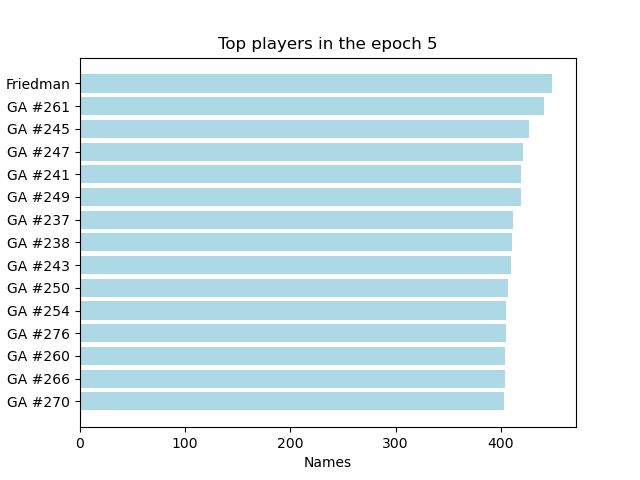 Top players in the epoch 5
Friedman
GA #261
GA #245
GA #247
GA #241
GA #249
GA #237
GA #238
GA #243
GA #250
GA #254
GA #276
GA #260
GA #266
GA #270
0 100 200 300 400
Names